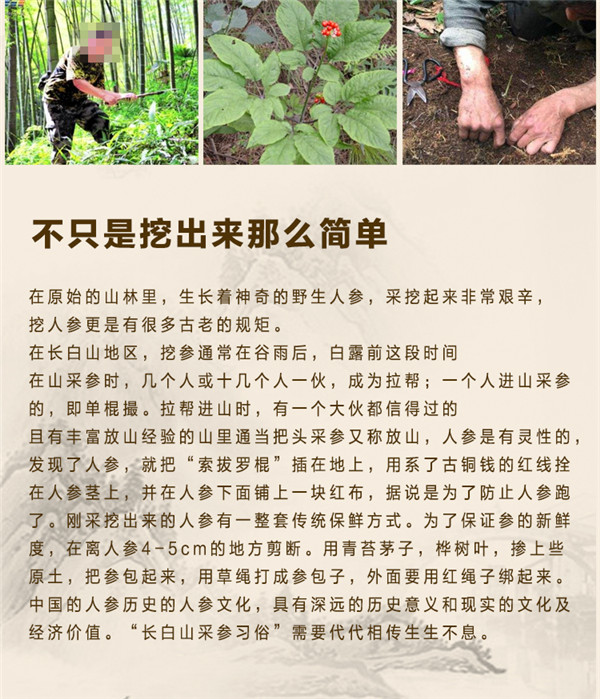 不只是挖出来那么简单
在原始的山林里，生长着神奇的野生人参，采挖起来非常艰辛，
挖人参更是有很多古老的规矩。
在长白山地区，挖参通常在谷雨后，白露前这段时间
在山采参时，几个人或十几个人一伙，成为拉帮；一个人进山采参
的，即单棍撮。拉帮进山时，有一个大伙都信得过的
且有丰富放山经验的山里通当把头采参又称放山，人参是有灵性的，
发现了人参，就把“索拔罗棍”插在地上，用系了古铜钱的红线拴
在人参茎上，并在人参下面铺上一块红布，据说是为了防止人参跑
了。刚采挖出来的人参有一整套传统保鲜方式。为了保证参的新鲜
度，在离人参4-5cm的地方剪断。用青苔茅子，桦树叶，掺上些
原土，把参包起来，用草绳打成参包子，外面要用红绳子绑起来。
中国的人参历史的人参文化，具有深远的历史意义和现实的文化及
经济价值。“长白山采参习俗”需要代代相传生生不息。